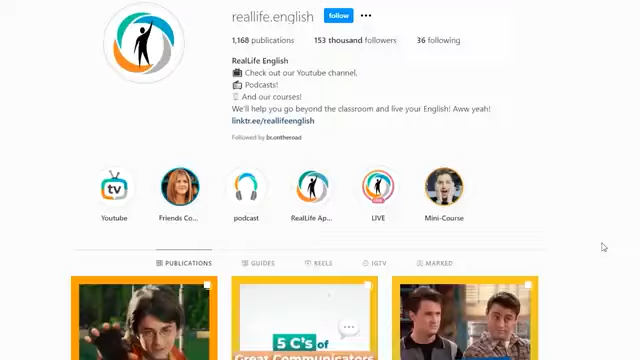 reallife.english follow
1,168 publications 153 thousand followers 36 following
RealLife English
Check out our Youtube channel,
Podcasts!
And our courses!
We'll help you go beyond the classroom and live your English! Aww yeah!
linktr.ee/reallifeenglish
Followed by br.ontheroad
tv
LIVE
Youtube Friends Co... podcast RealLife Ap... LIVE Mini-Course
PUBLICATIONS GUIDES REELS IGTV MARKED
5 C's of
Great Communicators